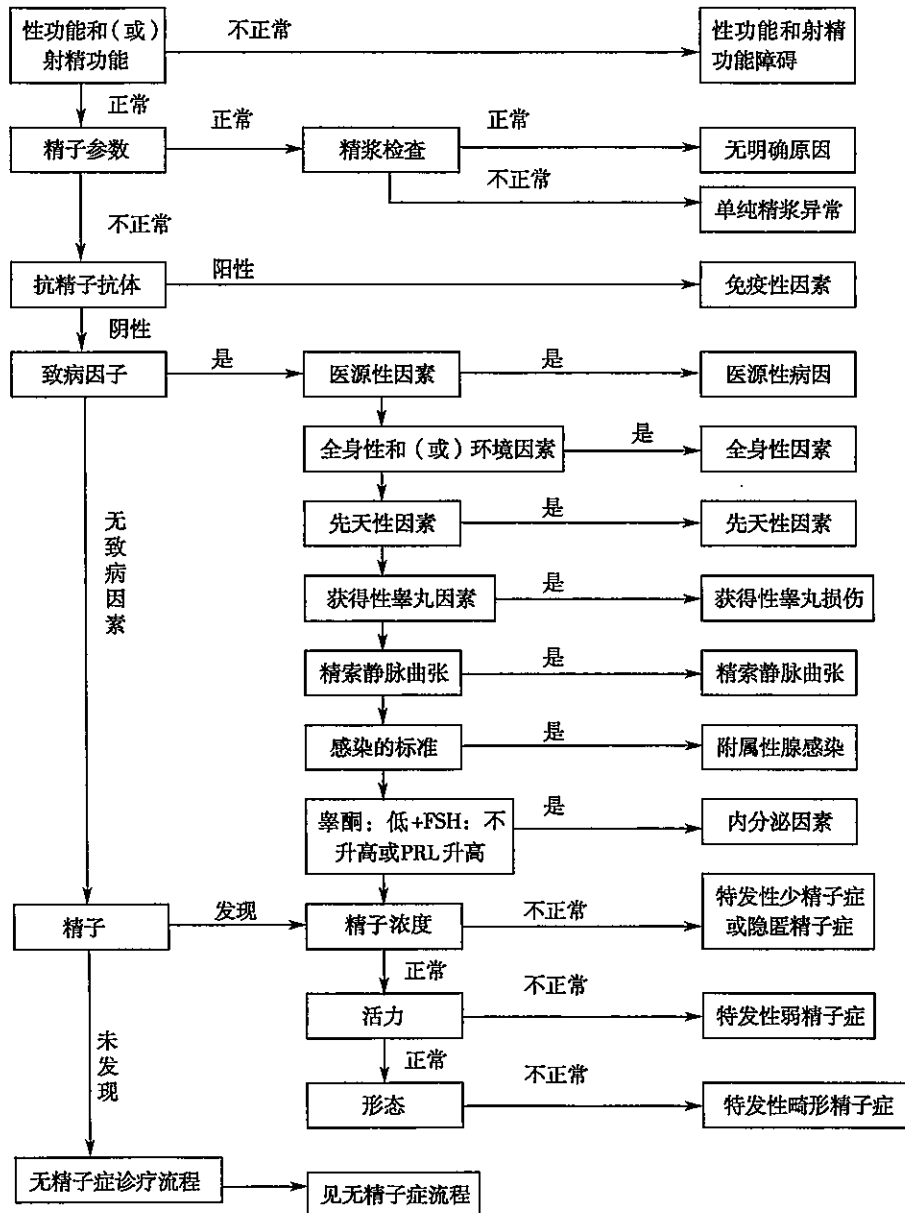 性功能和(或)
射精功能
不正常
性功能和射精
功能障碍
正常
精子参数
正常
精浆检查
正常
无明确原因
不正常
单纯精浆异常
不正常
抗精子抗体
阳性
免疫性因素
阴性
致病因子
是
医源性因素
是
医源性病因
全身性和(或)环境因素
是
全身性因素
先天性因素
是
先天性因素
无致病因素
获得性睾丸因素
是
获得性睾丸损伤
精索静脉曲张
是
精索静脉曲张
感染的标准
是
附属性腺感染
睾酮:低+FSH:不
升高或PRL升高
是
内分泌因素
精子
发现
精子浓度
不正常
特发性少精子症
或隐匿精子症
正常
活力
不正常
特发性弱精子症
未发现
正常
形态
不正常
特发性畸形精子症
无精子症诊疗流程
见无精子症流程